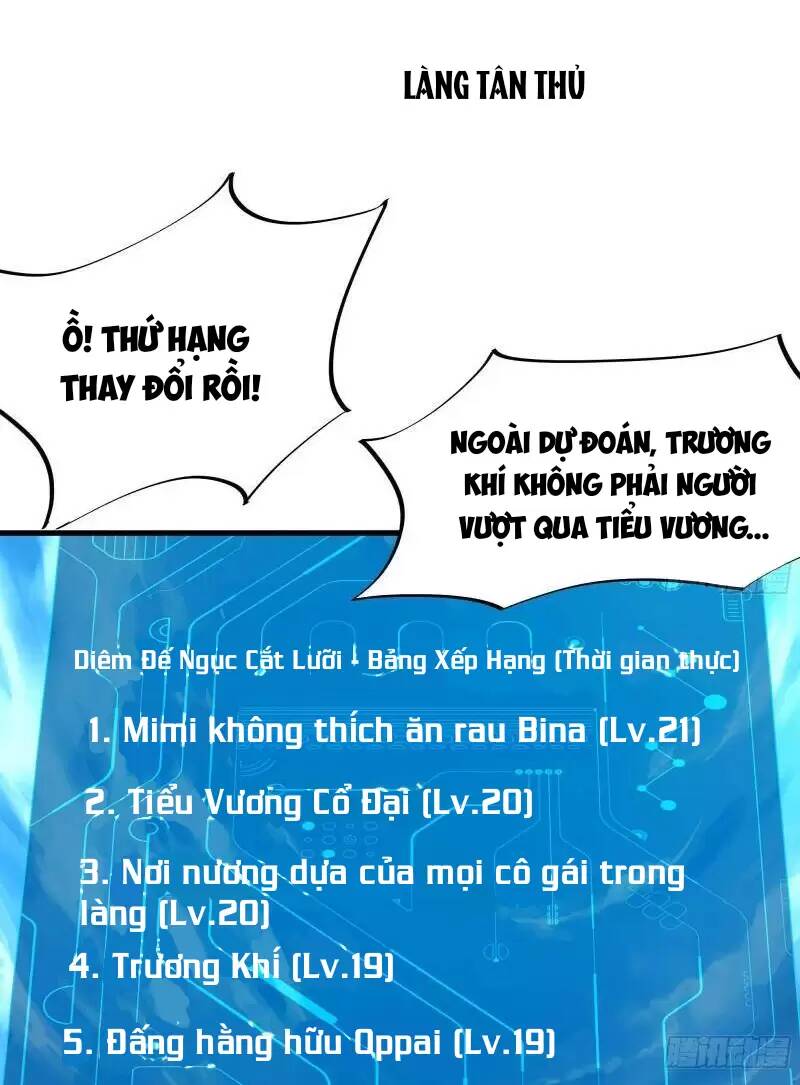 LÀNG TÂN THỦ
Ồ! THỨ HẠNG
THAY ĐỔI RỒI!
NGOÀI DỰ ĐOÁN, TRƯƠNG
KHÍ KHÔNG PHẢI NGƯỜI
VƯỢT QUA TIỂU VƯƠNG...
Diêm Đế Ngục Cắt Lưỡi - Bảng Xếp Hạng (Thời gian thực)
1. Mimi không thích ăn rau Bina (Lv.21)
2. Tiểu Vương Cổ Đại (Lv.20)
3. Nơi nương dựa của mọi cô gái trong
làng (Lv.20)
4. Trương Khí (Lv.19)
5. Đấng hằng hữu Oppai (Lv.19)
腾讯动漫